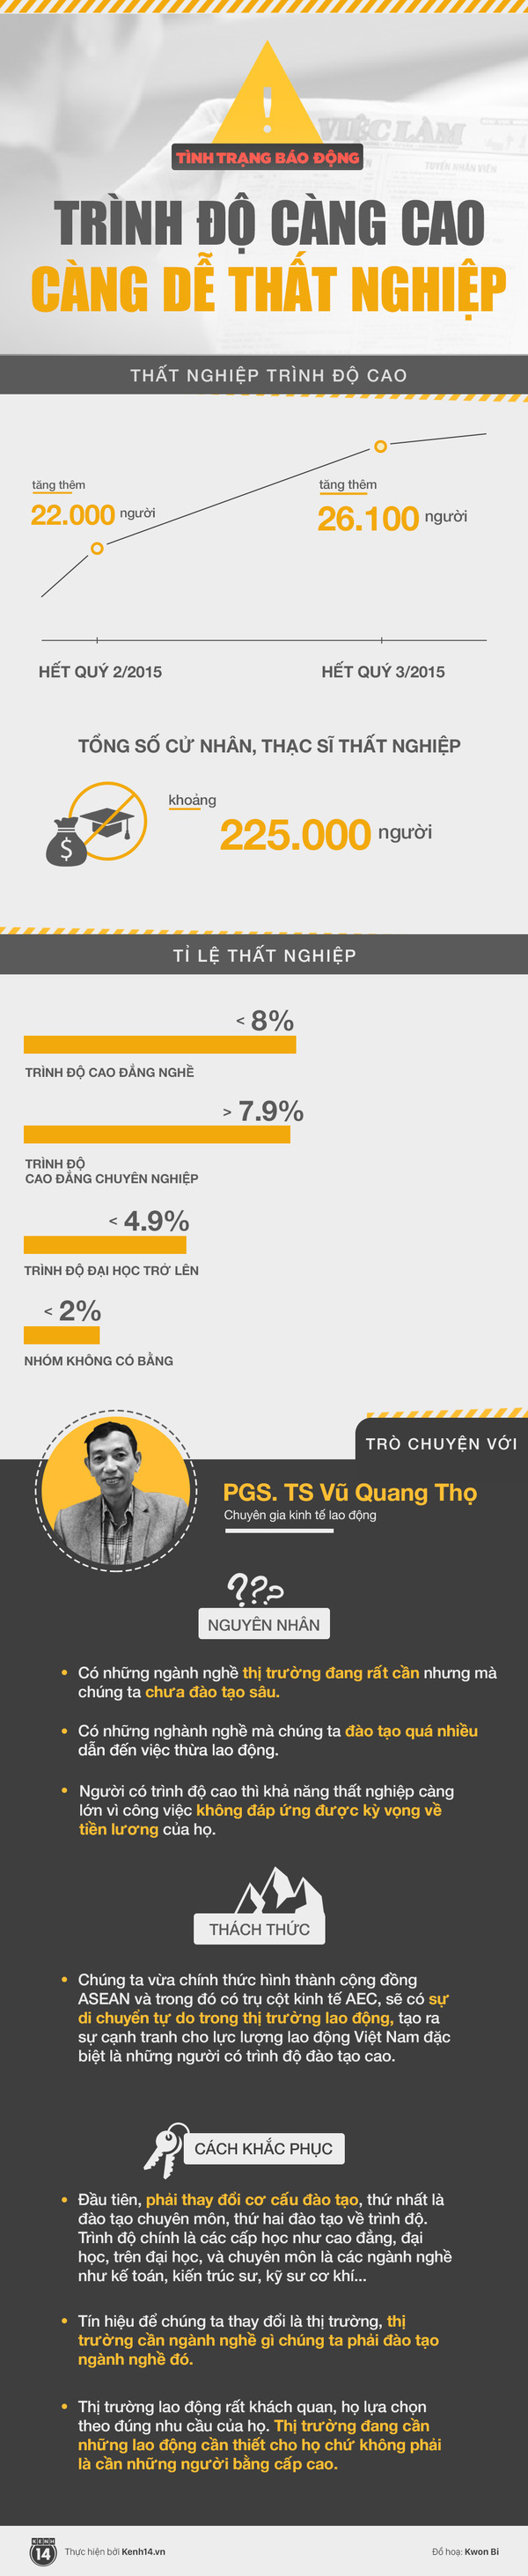 VIỆC LÀM
TUYỂN NHÂN VIÊN
TÌNH TRẠNG BÁO ĐỘNG
TRÌNH ĐỘ CÀNG CAO
CÀNG DỄ THẤT NGHIỆP
THẤT NGHIỆP TRÌNH ĐỘ CAO
tăng thêm
22.000 người
tăng thêm
26.100 người
HẾT QUÝ 2/2015
HẾT QUÝ 3/2015
TỔNG SỐ CỬ NHÂN, THẠC SĨ THẤT NGHIỆP
khoảng
$
225.000 người
TỈ LỆ THẤT NGHIỆP
< 8%
TRÌNH ĐỘ CAO ĐẲNG NGHỀ
> 7.9%
TRÌNH ĐỘ
CAO ĐẲNG CHUYÊN NGHIỆP
< 4.9%
TRÌNH ĐỘ ĐẠI HỌC TRỞ LÊN
< 2%
NHÓM KHÔNG CÓ BẰNG
TRÒ CHUYỆN VỚI
PGS. TS Vũ Quang Thọ
Chuyên gia kinh tế lao động
???
NGUYÊN NHÂN
• Có những ngành nghề thị trường đang rất cần nhưng mà
chúng ta chưa đào tạo sâu.
• Có những nghành nghề mà chúng ta đào tạo quá nhiều
dẫn đến việc thừa lao động.
• Người có trình độ cao thì khả năng thất nghiệp càng
lớn vì công việc không đáp ứng được kỳ vọng về
tiền lương của họ.
THÁCH THỨC
• Chúng ta vừa chính thức hình thành cộng đồng
ASEAN và trong đó có trụ cột kinh tế AEC, sẽ có sự
di chuyển tự do trong thị trường lao động, tạo ra
sự cạnh tranh cho lực lượng lao động Việt Nam đặc
biệt là những người có trình độ đào tạo cao.
CÁCH KHẮC PHỤC
• Đầu tiên, phải thay đổi cơ cấu đào tạo, thứ nhất là
đào tạo chuyên môn, thứ hai đào tạo về trình độ.
Trình độ chính là các cấp học như cao đẳng, đại
học, trên đại học, và chuyên môn là các ngành nghề
như kế toán, kiến trúc sư, kỹ sư cơ khí...
• Tín hiệu để chúng ta thay đổi là thị trường, thị
trường cần ngành nghề gì chúng ta phải đào tạo
ngành nghề đó.
• Thị trường lao động rất khách quan, họ lựa chọn
theo đúng nhu cầu của họ. Thị trường đang cần
những lao động cần thiết cho họ chứ không phải
là cần những người bằng cấp cao.
KENH
14
Thực hiện bởi Kenh14.vn
Đồ hoạ: Kwon Bi